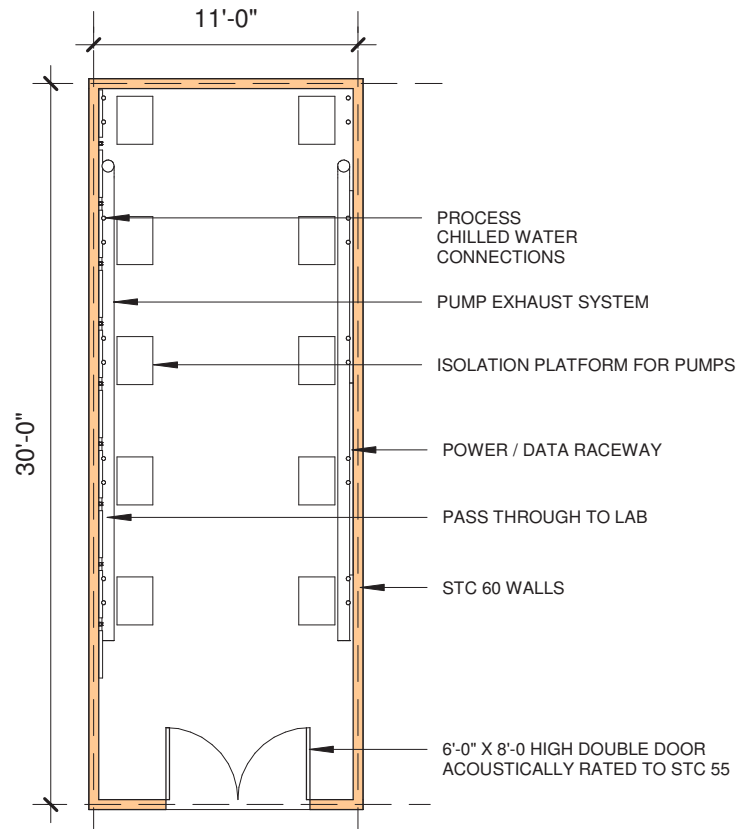 11'-0"
30'-0"
PROCESS
CHILLED WATER
CONNECTIONS
PUMP EXHAUST SYSTEM
ISOLATION PLATFORM FOR PUMPS
POWER / DATA RACEWAY
PASS THROUGH TO LAB
STC 60 WALLS
6'-0" X 8'-0 HIGH DOUBLE DOOR
ACOUSTICALLY RATED TO STC 55